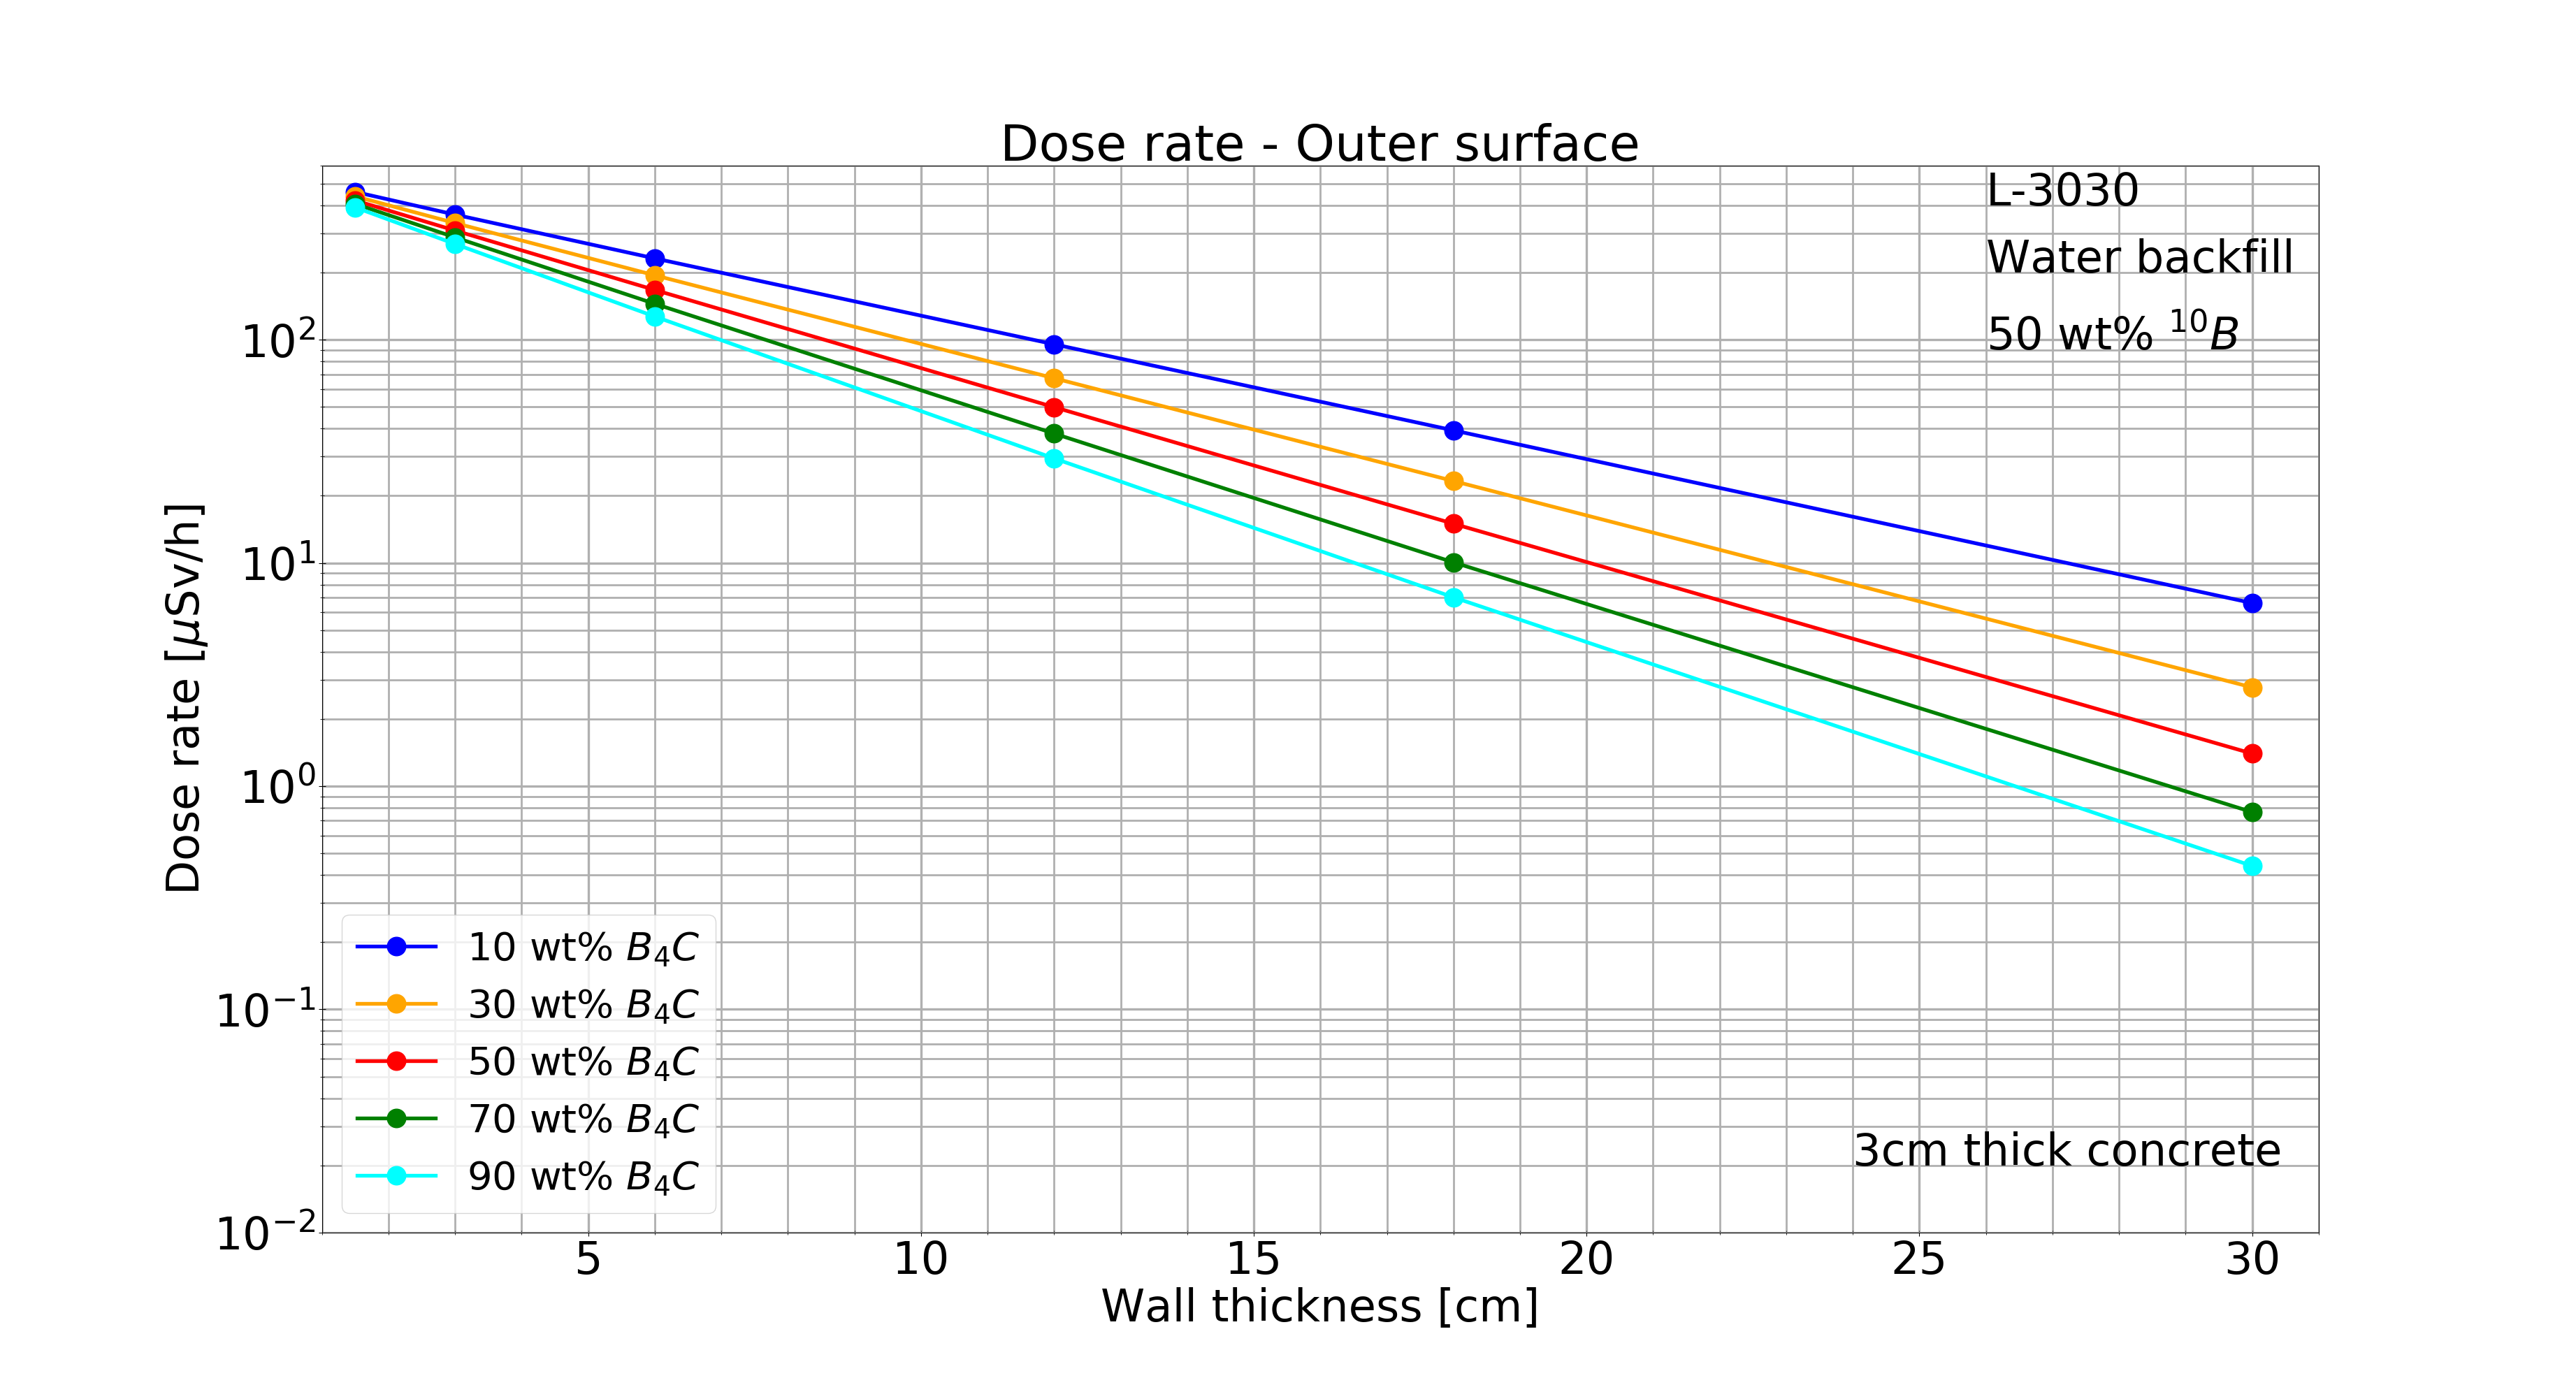 Dose rate - Outer surface
L-3030
Water backfill
50 wt% ¹⁰B
Dose rate [μSv/h]
10²
10¹
10⁰
10⁻¹
10⁻²
10 wt% B₄C
30 wt% B₄C
50 wt% B₄C
70 wt% B₄C
90 wt% B₄C
3cm thick concrete
5 10 15 20 25 30
Wall thickness [cm]